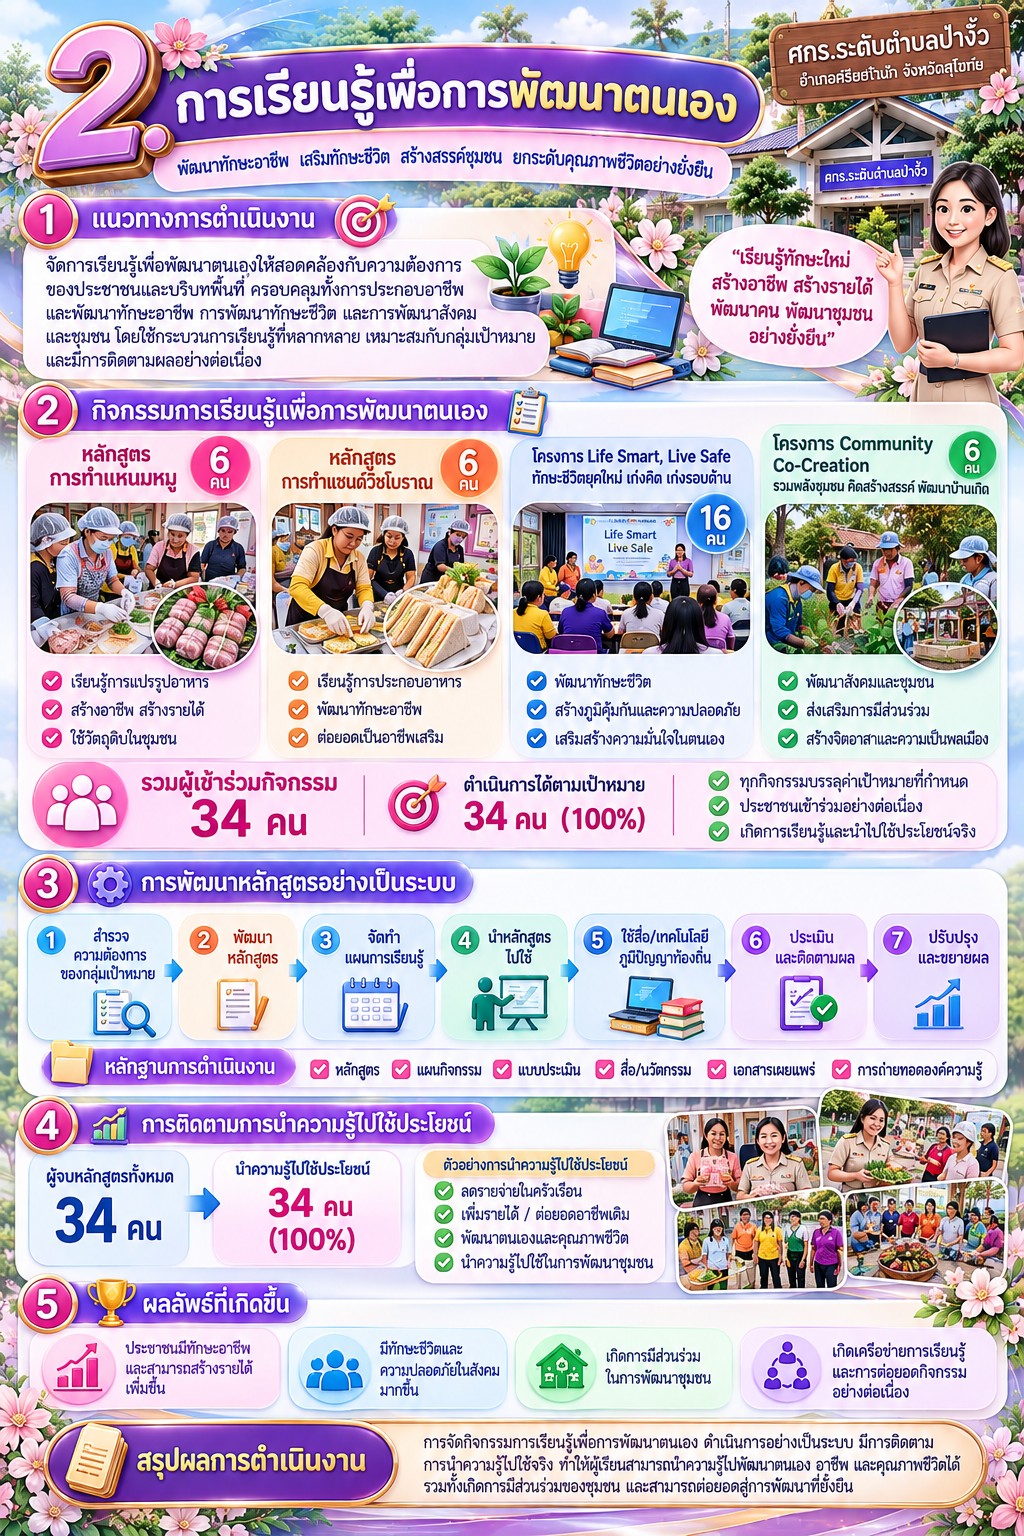 2.
การเรียนรู้เพื่อการพัฒนาตนเอง
พัฒนาทักษะอาชีพ เสริมทักษะชีวิต สร้างสรรค์ชุมชน ยกระดับคุณภาพชีวิตอย่างยั่งยืน
ศกร.ระดับตำบลป่างิ้ว
จังหวัดสุโขทัย
ศกร.ระดับตำบลป่างิ้ว
“เรียนรู้ทักษะใหม่
สร้างอาชีพ สร้างรายได้
พัฒนาคน พัฒนาชุมชน
อย่างยั่งยืน”
1 แนวทางการดำเนินงาน
จัดการเรียนรู้เพื่อพัฒนาตนเองให้สอดคล้องกับความต้องการ
ของประชาชนและบริบทพื้นที่ ครอบคลุมทั้งการประกอบอาชีพ
และพัฒนาทักษะอาชีพ การพัฒนาทักษะชีวิต และการพัฒนาสังคม
และชุมชน โดยใช้กระบวนการเรียนรู้ที่หลากหลาย เหมาะสมกับกลุ่มเป้าหมาย
และมีการติดตามผลอย่างต่อเนื่อง
2 กิจกรรมการเรียนรู้เพื่อการพัฒนาตนเอง
หลักสูตร
การทำแหนมหมู
6
คน
เรียนรู้การแปรรูปอาหาร
สร้างอาชีพ สร้างรายได้
ใช้วัตถุดิบในชุมชน
หลักสูตร
การทำแซนด์วิชโบราณ
6
คน
เรียนรู้การประกอบอาหาร
พัฒนาทักษะอาชีพ
ต่อยอดเป็นอาชีพเสริม
โครงการ Life Smart, Live Safe
ทักษะชีวิตยุคใหม่ เก่งคิด เก่งรอบด้าน
16
คน
Life Smart
Live Sale
พัฒนาทักษะชีวิต
สร้างภูมิคุ้มกันและความปลอดภัย
เสริมสร้างความมั่นใจในตนเอง
โครงการ Community
Co-Creation
รวมพลังชุมชน คิดสร้างสรรค์ พัฒนาบ้านเกิด
6
คน
พัฒนาสังคมและชุมชน
ส่งเสริมการมีส่วนร่วม
สร้างจิตอาสาและความเป็นพลเมือง
รวมผู้เข้าร่วมกิจกรรม
34 คน
ดำเนินการได้ตามเป้าหมาย
34 คน (100%)
ทุกกิจกรรมบรรลุค่าเป้าหมายที่กำหนด
ประชาชนเข้าร่วมอย่างต่อเนื่อง
เกิดการเรียนรู้และนำไปใช้ประโยชน์จริง
3 การพัฒนาหลักสูตรอย่างเป็นระบบ
1 สำรวจ
ความต้องการ
ของกลุ่มเป้าหมาย
2 พัฒนา
หลักสูตร
3 จัดทำ
แผนการเรียนรู้
4 นำหลักสูตร
ไปใช้
5 ใช้สื่อ/เทคโนโลยี
ภูมิปัญญาท้องถิ่น
6 ประเมิน
และติดตามผล
7 ปรับปรุง
และขยายผล
หลักฐานการดำเนินงาน
หลักสูตร แผนกิจกรรม แบบประเมิน สื่อ/นวัตกรรม เอกสารเผยแพร่ การถ่ายทอดองค์ความรู้
4 การติดตามการนำความรู้ไปใช้ประโยชน์
ผู้จบหลักสูตรทั้งหมด
34 คน
นำความรู้ไปใช้ประโยชน์
34 คน
(100%)
ตัวอย่างการนำความรู้ไปใช้ประโยชน์
ลดรายจ่ายในครัวเรือน
เพิ่มรายได้ / ต่อยอดอาชีพเดิม
พัฒนาตนเองและคุณภาพชีวิต
นำความรู้ไปใช้ในการพัฒนาชุมชน
5 ผลลัพธ์ที่เกิดขึ้น
ประชาชนมีทักษะอาชีพ
และสามารถสร้างรายได้
เพิ่มขึ้น
มีทักษะชีวิตและ
ความปลอดภัยในสังคม
มากขึ้น
เกิดการมีส่วนร่วม
ในการพัฒนาชุมชน
เกิดเครือข่ายการเรียนรู้
และการต่อยอดกิจกรรม
อย่างต่อเนื่อง
สรุปผลการดำเนินงาน
การจัดกิจกรรมการเรียนรู้เพื่อการพัฒนาตนเอง ดำเนินการอย่างเป็นระบบ มีการติดตาม
การนำความรู้ไปใช้จริง ทำให้ผู้เรียนสามารถนำความรู้ไปพัฒนาตนเอง อาชีพ และคุณภาพชีวิตได้
รวมทั้งเกิดการมีส่วนร่วมของชุมชน และสามารถต่อยอดสู่การพัฒนาที่ยั่งยืน